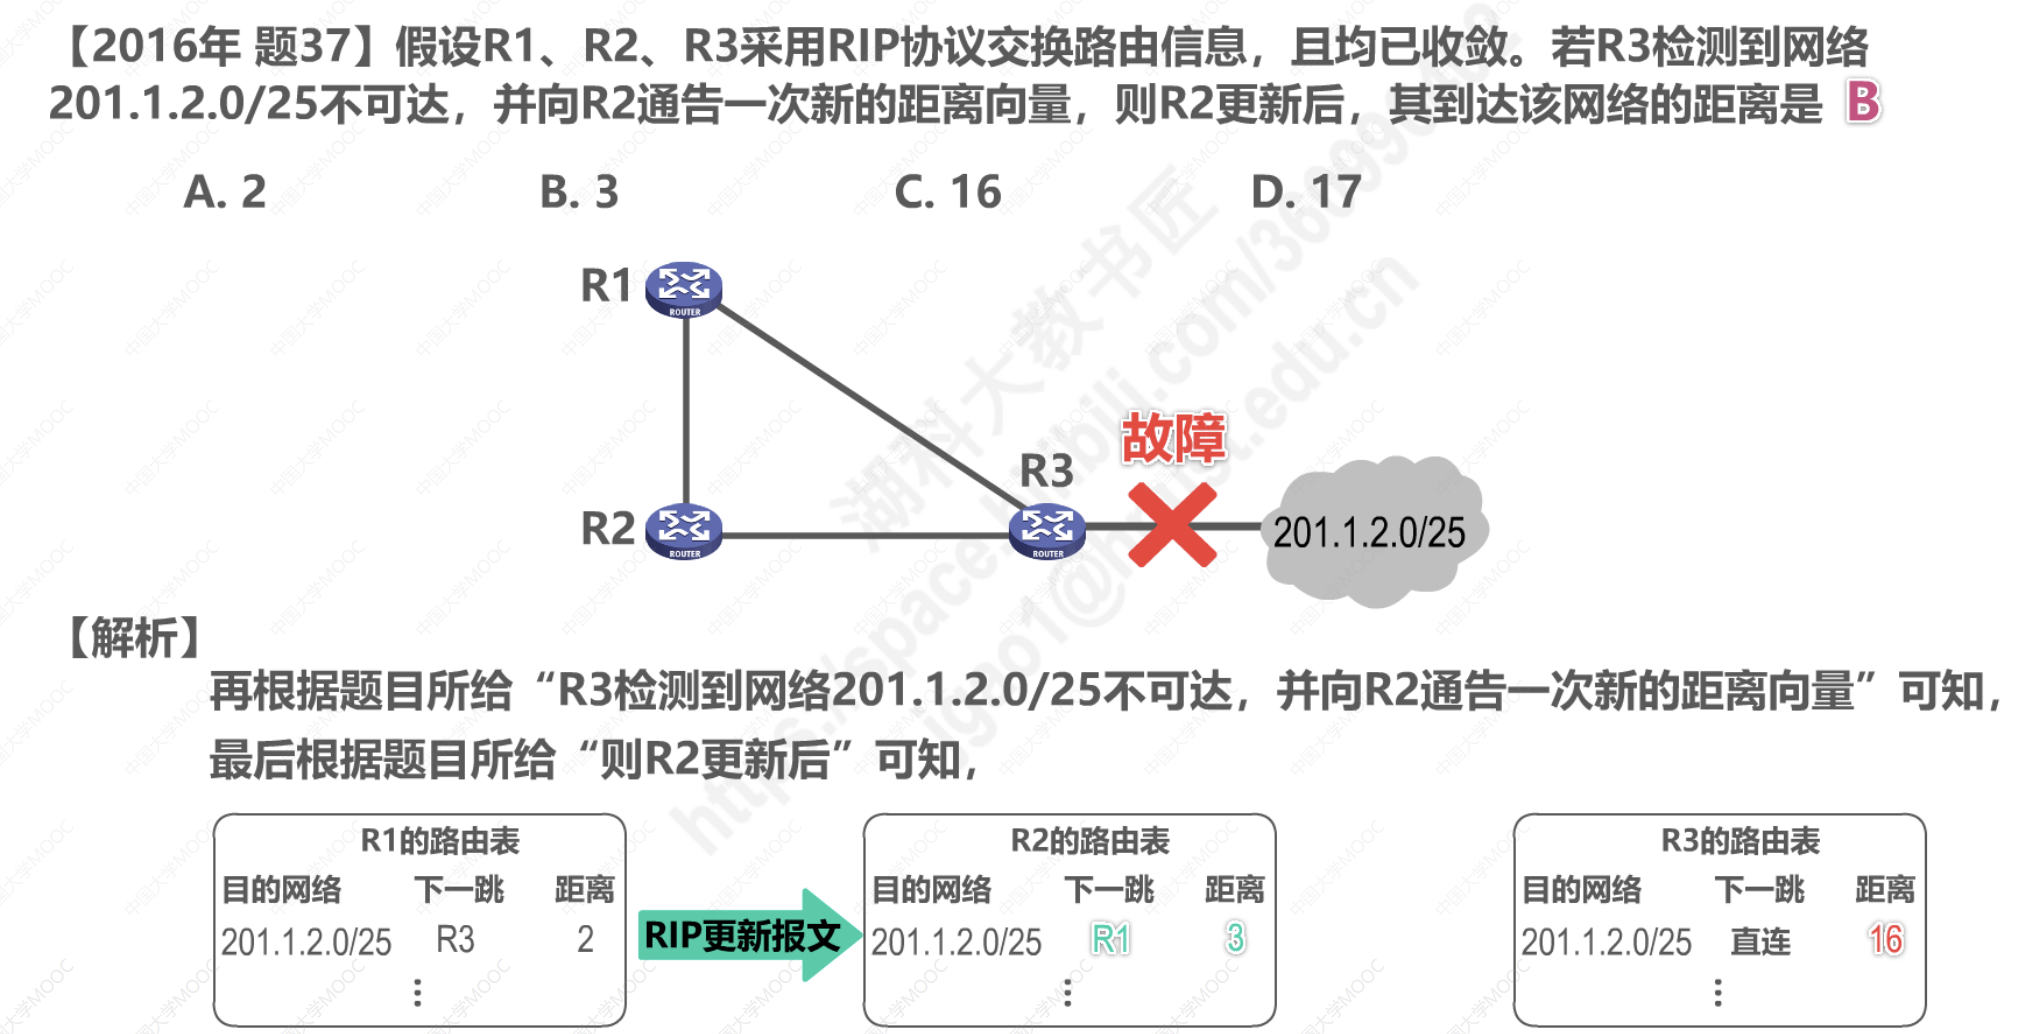 【2016年 题37】假设R1、R2、R3采用RIP协议交换路由信息，且均已收敛。若R3检测到网络
201.1.2.0/25不可达，并向R2通告一次新的距离向量，则R2更新后，其到达该网络的距离是 B
A. 2 B. 3 C. 16 D. 17
R1
ROUTER
故障
R3
R2
ROUTER
ROUTER
201.1.2.0/25
【解析】
再根据题目所给“R3检测到网络201.1.2.0/25不可达，并向R2通告一次新的距离向量”可知，
最后根据题目所给“则R2更新后”可知，
R1的路由表
目的网络 下一跳 距离
201.1.2.0/25 R3 2
⋮
RIP更新报文
R2的路由表
目的网络 下一跳 距离
201.1.2.0/25 R1 3
⋮
R3的路由表
目的网络 下一跳 距离
201.1.2.0/25 直连 16
⋮
湖科大教书匠
中国大学MOOC